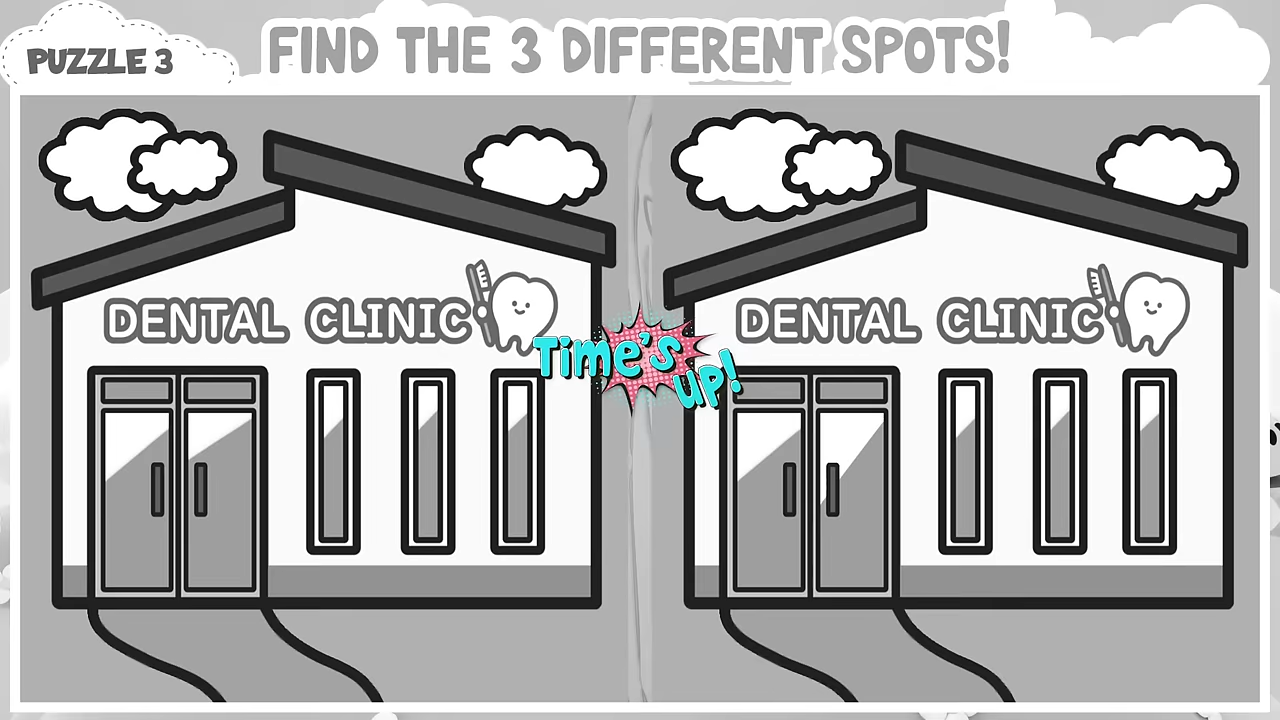 PUZZLE 3
FIND THE 3 DIFFERENT SPOTS!
DENTAL CLINIC
DENTAL CLINIC
Time's
up!